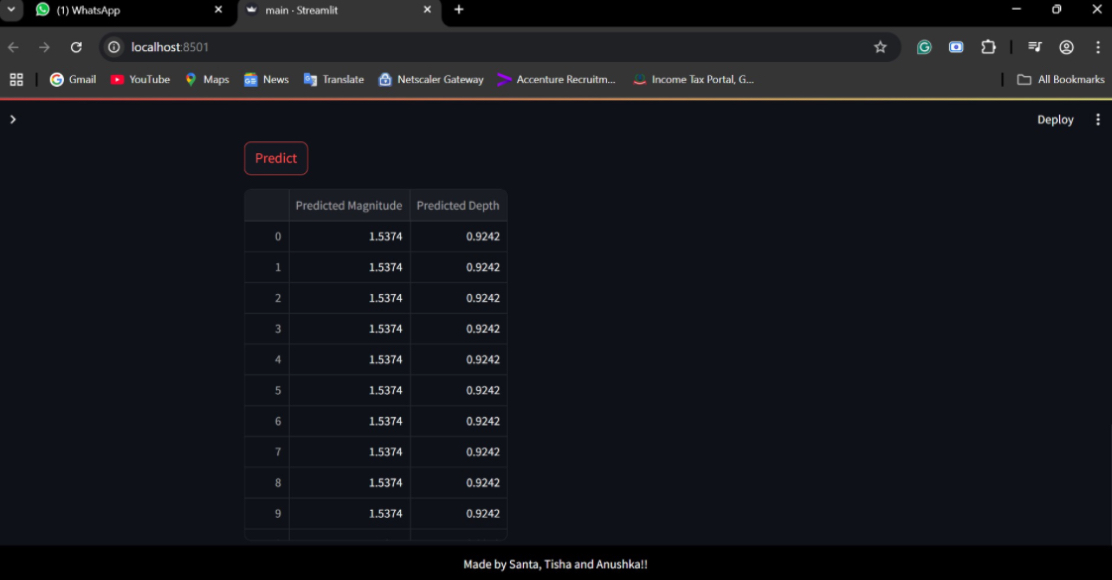 (1) WhatsApp
main · Streamlit
localhost:8501
Gmail YouTube Maps News Translate Netscaler Gateway Accenture Recruitm... Income Tax Portal, G... All Bookmarks
Deploy
Predict
Predicted Magnitude Predicted Depth
0 1.5374 0.9242
1 1.5374 0.9242
2 1.5374 0.9242
3 1.5374 0.9242
4 1.5374 0.9242
5 1.5374 0.9242
6 1.5374 0.9242
7 1.5374 0.9242
8 1.5374 0.9242
9 1.5374 0.9242
Made by Santa, Tisha and Anushka!!